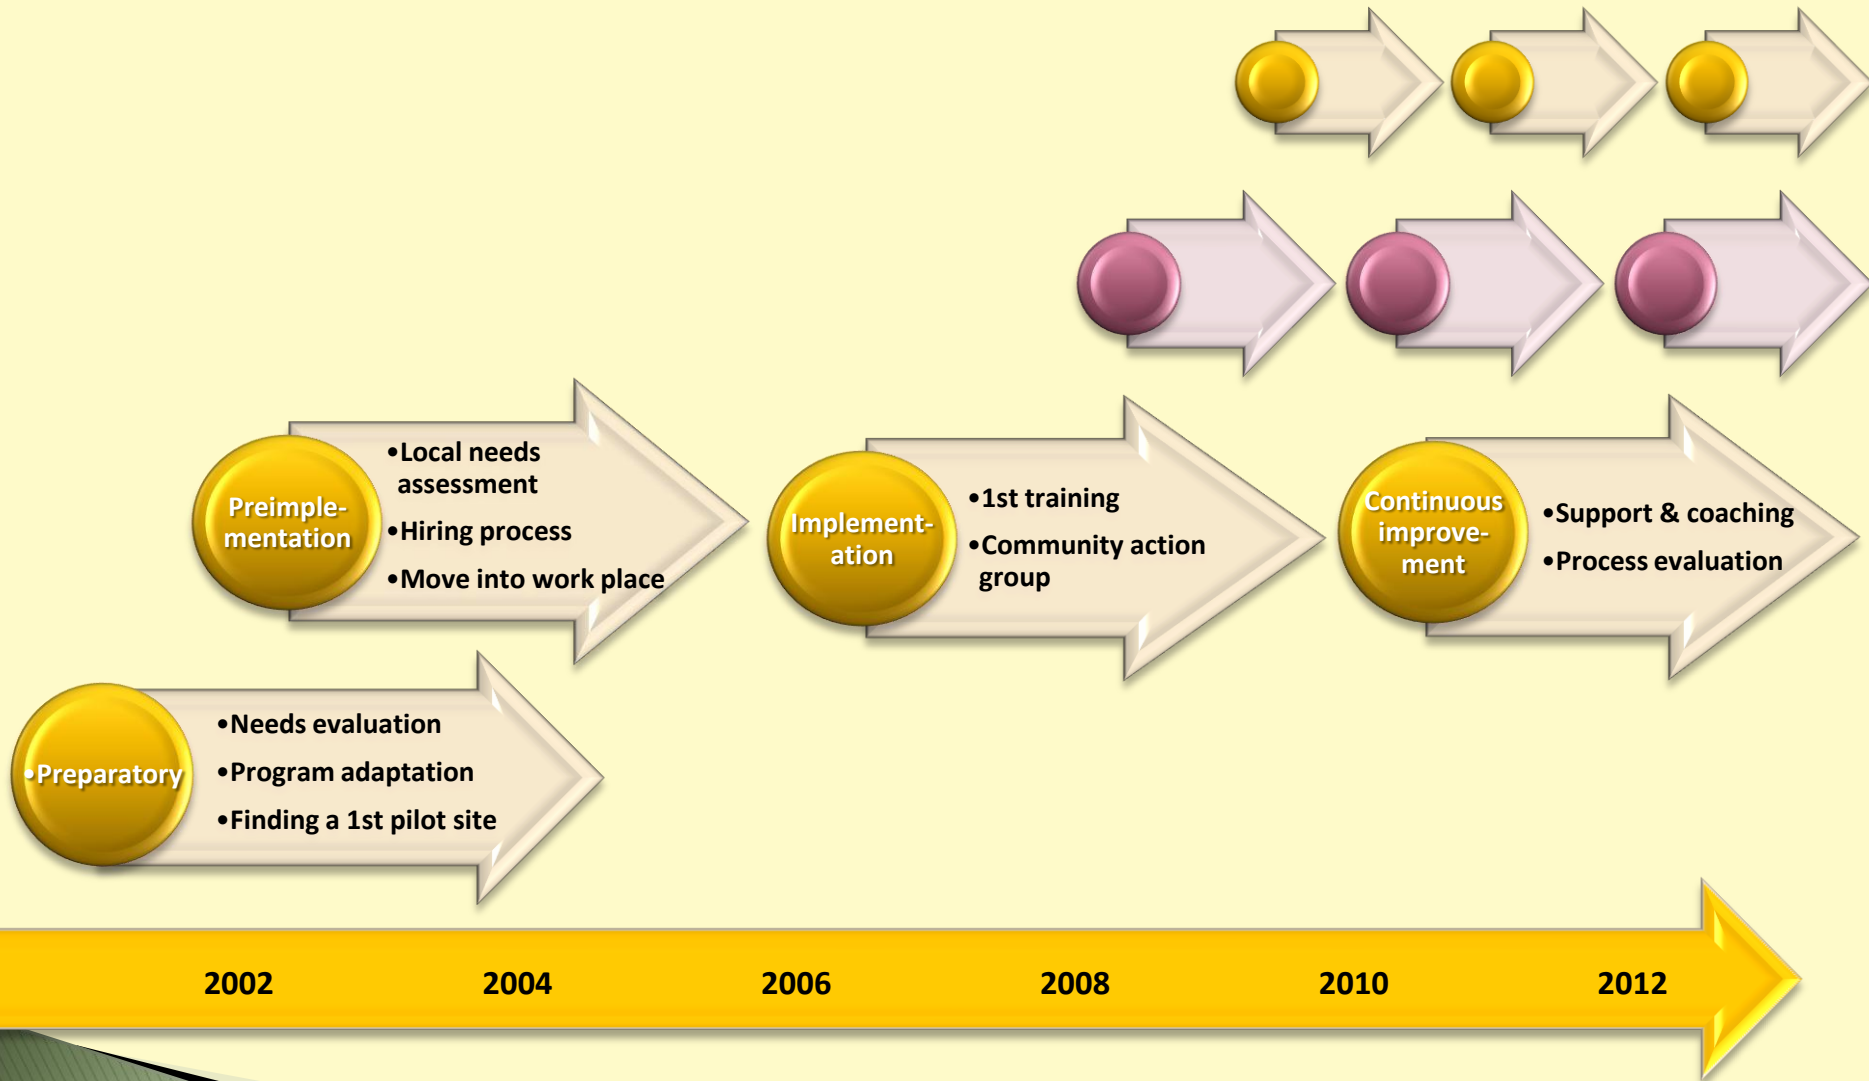 Preimple-
mentation
•Local needs
assessment
•Hiring process
•Move into work place
Implement-
ation
•1st training
•Community action
group
Continuous
improve-
ment
•Support & coaching
•Process evaluation
•Preparatory
•Needs evaluation
•Program adaptation
•Finding a 1st pilot site
2002 2004 2006 2008 2010 2012